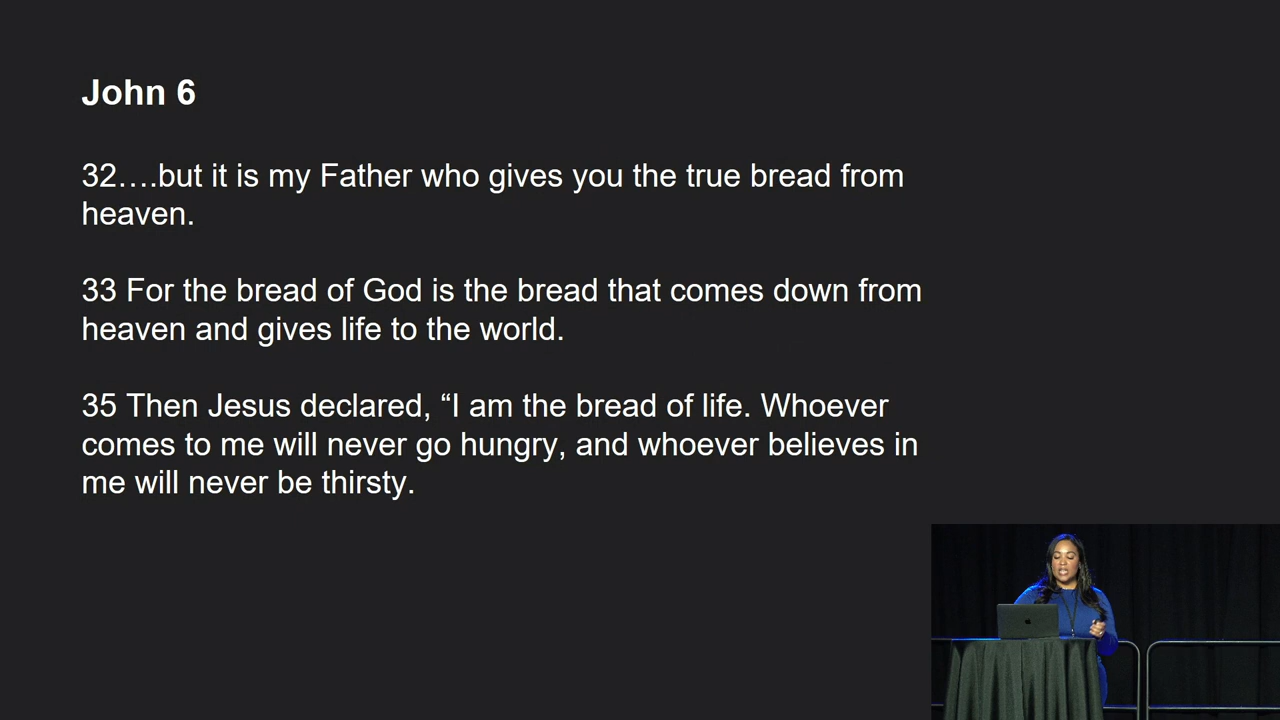 John 6
32….but it is my Father who gives you the true bread from
heaven.
33 For the bread of God is the bread that comes down from
heaven and gives life to the world.
35 Then Jesus declared, “I am the bread of life. Whoever
comes to me will never go hungry, and whoever believes in
me will never be thirsty.